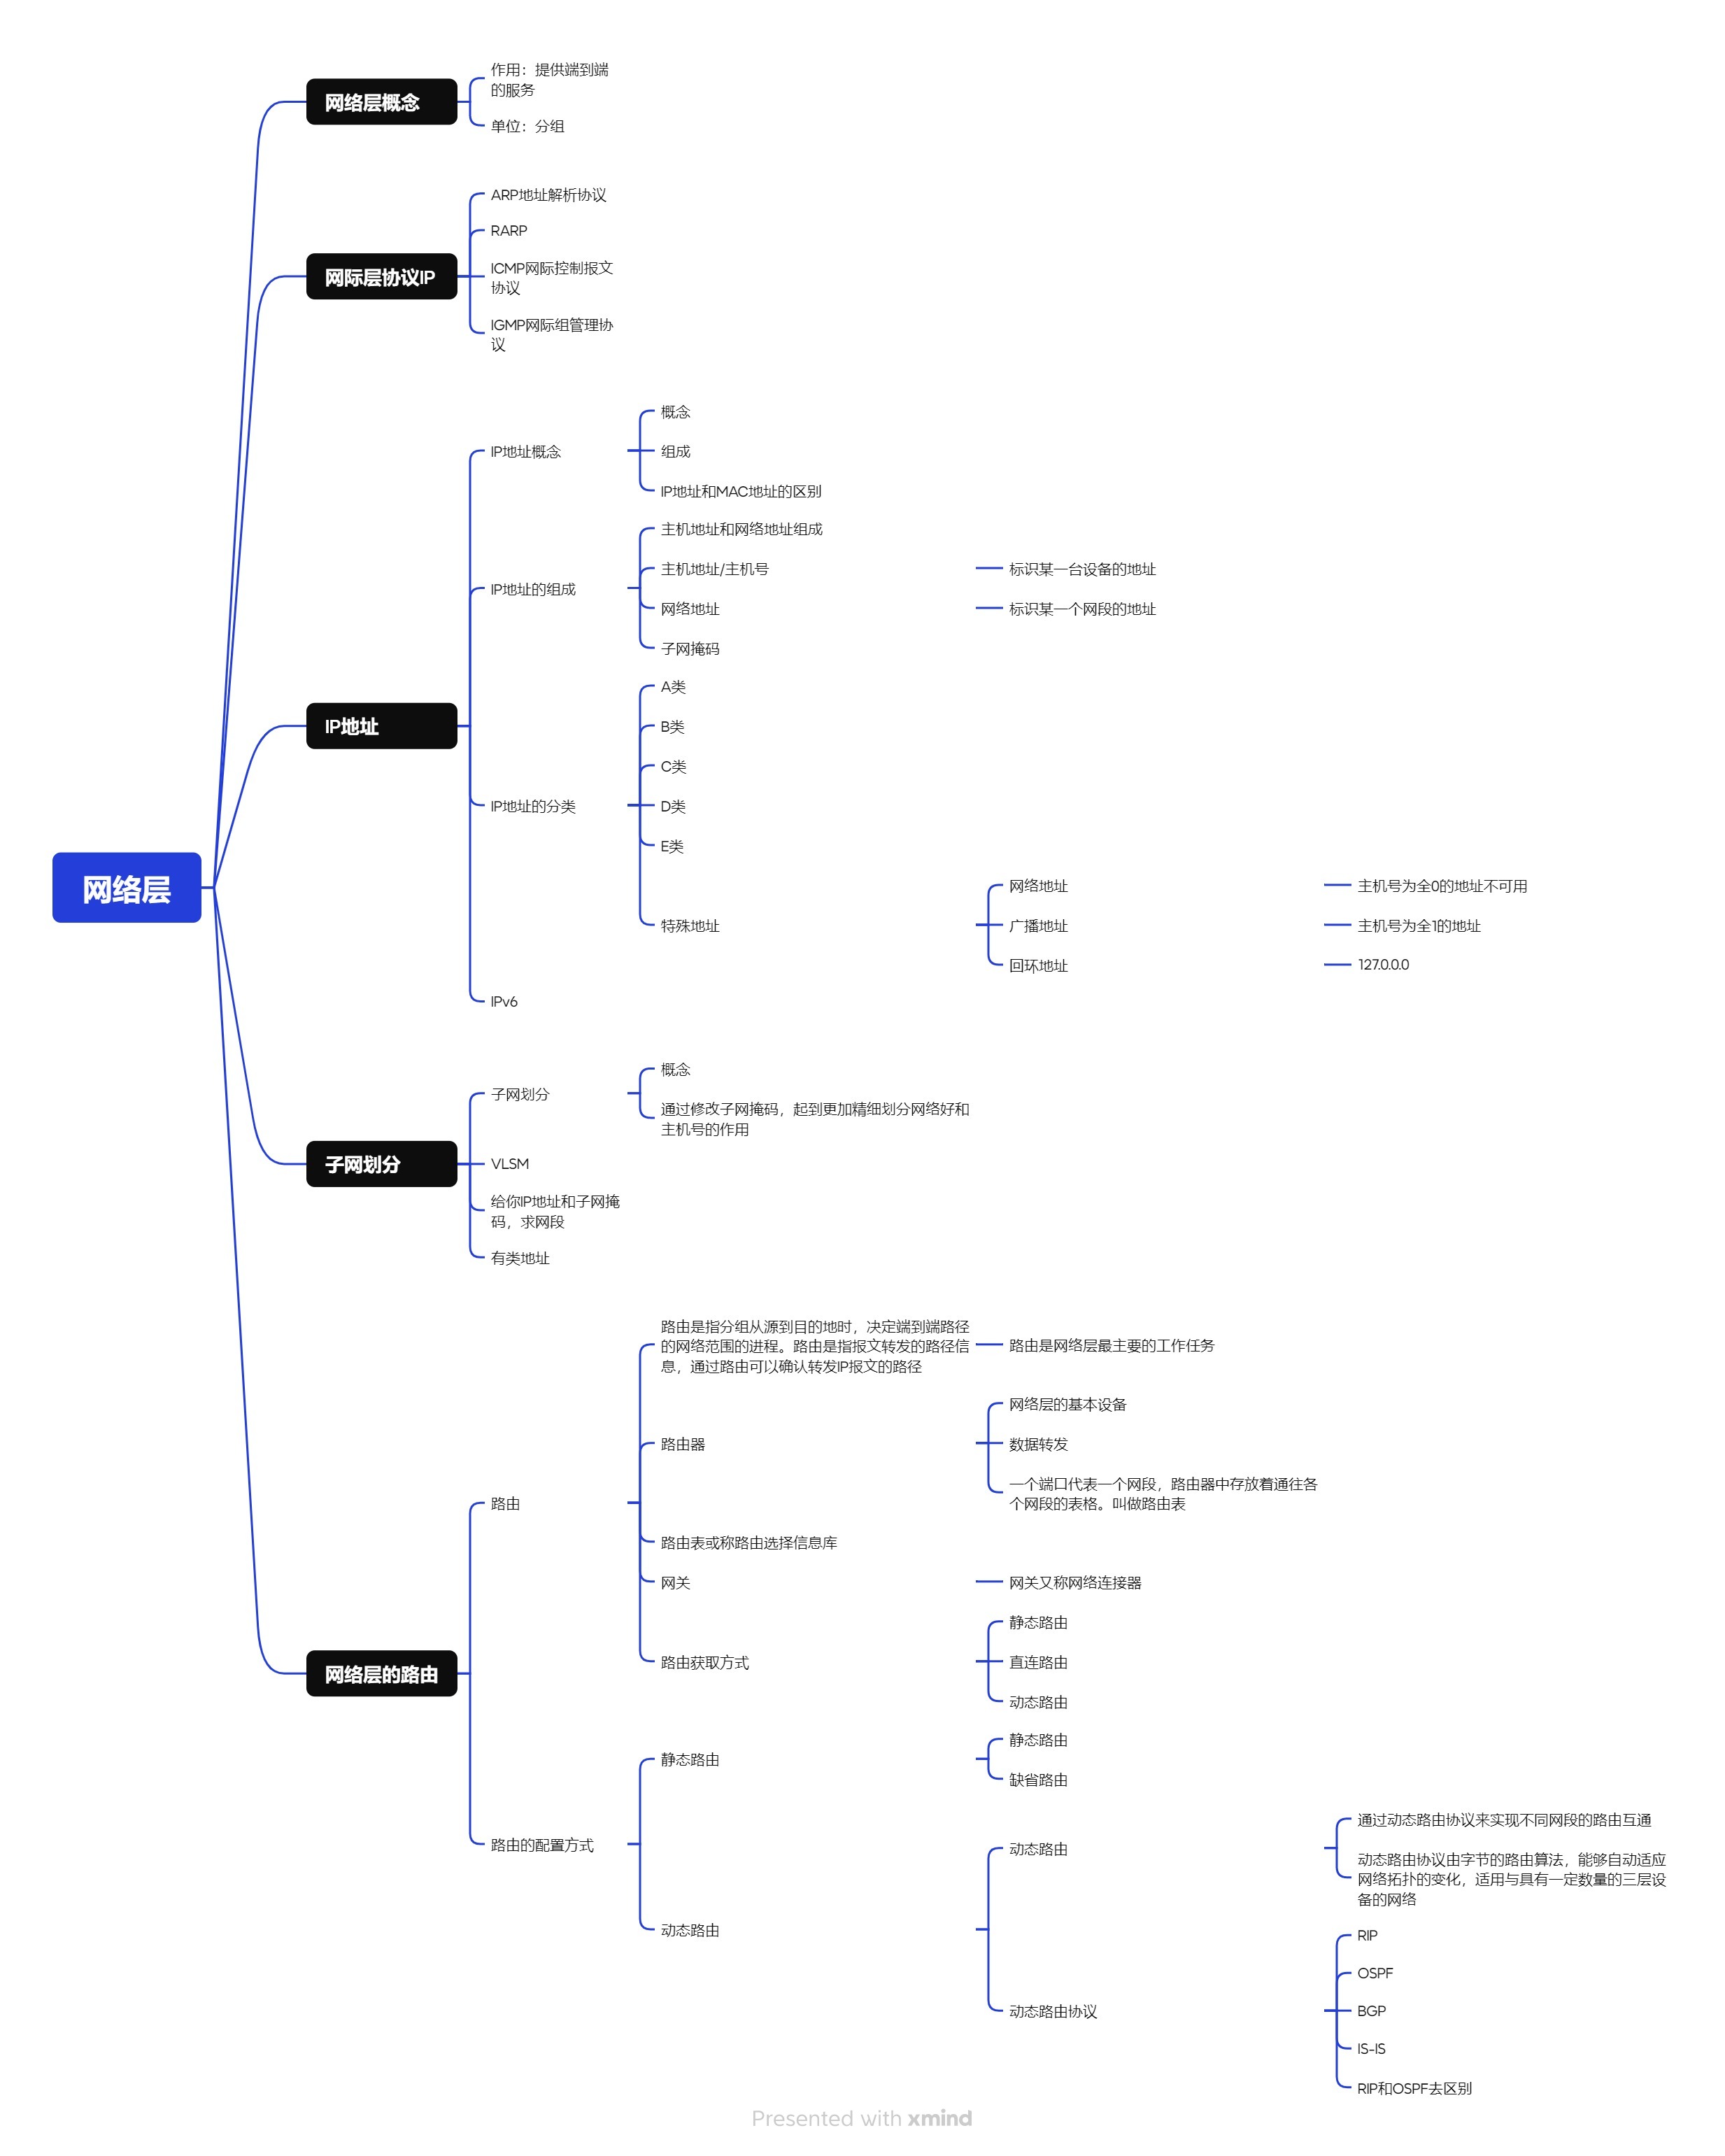 网络层
网络层概念
作用：提供端到端
的服务
单位：分组
网际层协议IP
ARP地址解析协议
RARP
ICMP网际控制报文
协议
IGMP网际组管理协
议
IP地址
IP地址概念
概念
组成
IP地址和MAC地址的区别
IP地址的组成
主机地址和网络地址组成
主机地址/主机号
标识某一台设备的地址
网络地址
标识某一个网段的地址
子网掩码
IP地址的分类
A类
B类
C类
D类
E类
特殊地址
网络地址
主机号为全0的地址不可用
广播地址
主机号为全1的地址
回环地址
127.0.0.0
IPv6
子网划分
子网划分
概念
通过修改子网掩码，起到更加精细划分网络好和
主机号的作用
VLSM
给你IP地址和子网掩
码，求网段
有类地址
网络层的路由
路由
路由是指分组从源到目的地时，决定端到端路径
的网络范围的进程。路由是指报文转发的路径信
息，通过路由可以确认转发IP报文的路径
路由是网络层最主要的工作任务
路由器
网络层的基本设备
数据转发
一个端口代表一个网段，路由器中存放着通往各
个网段的表格。叫做路由表
路由表或称路由选择信息库
网关
网关又称网络连接器
路由获取方式
静态路由
直连路由
动态路由
路由的配置方式
静态路由
静态路由
缺省路由
动态路由
动态路由
通过动态路由协议来实现不同网段的路由互通
动态路由协议由字节的路由算法，能够自动适应
网络拓扑的变化，适用与具有一定数量的三层设
备的网络
动态路由协议
RIP
OSPF
BGP
IS-IS
RIP和OSPF去区别
Presented with xmind